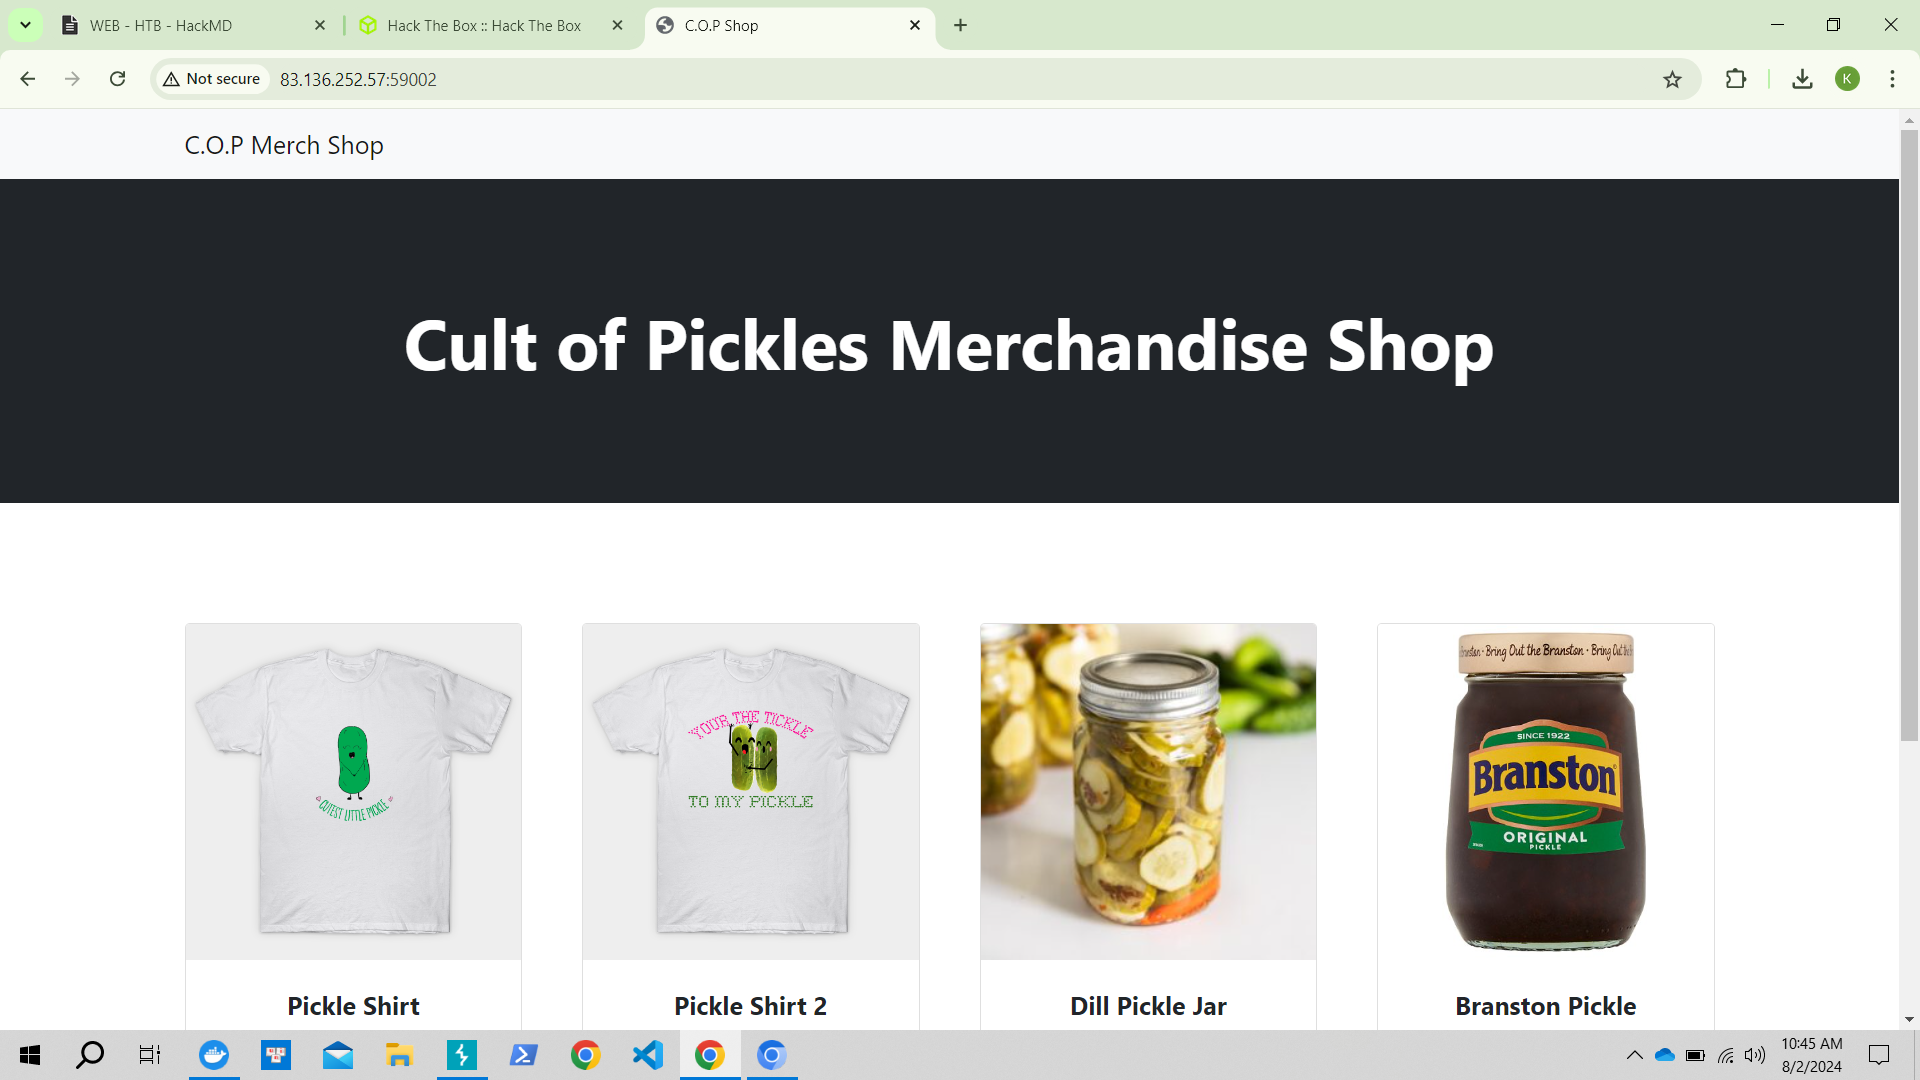 WEB - HTB - HackMD
Hack The Box :: Hack The Box
C.O.P Shop
Not secure
83.136.252.57:59002
K
C.O.P Merch Shop
Cult of Pickles Merchandise Shop
CUTEST LITTLE PICKLE
YOUR THE TICKLE
TO MY PICKLE
Branston · Bring Out the Branston · Bring Out the
SINCE 1922
Branston
ORIGINAL
PICKLE
Pickle Shirt
Pickle Shirt 2
Dill Pickle Jar
Branston Pickle
10:45 AM
8/2/2024